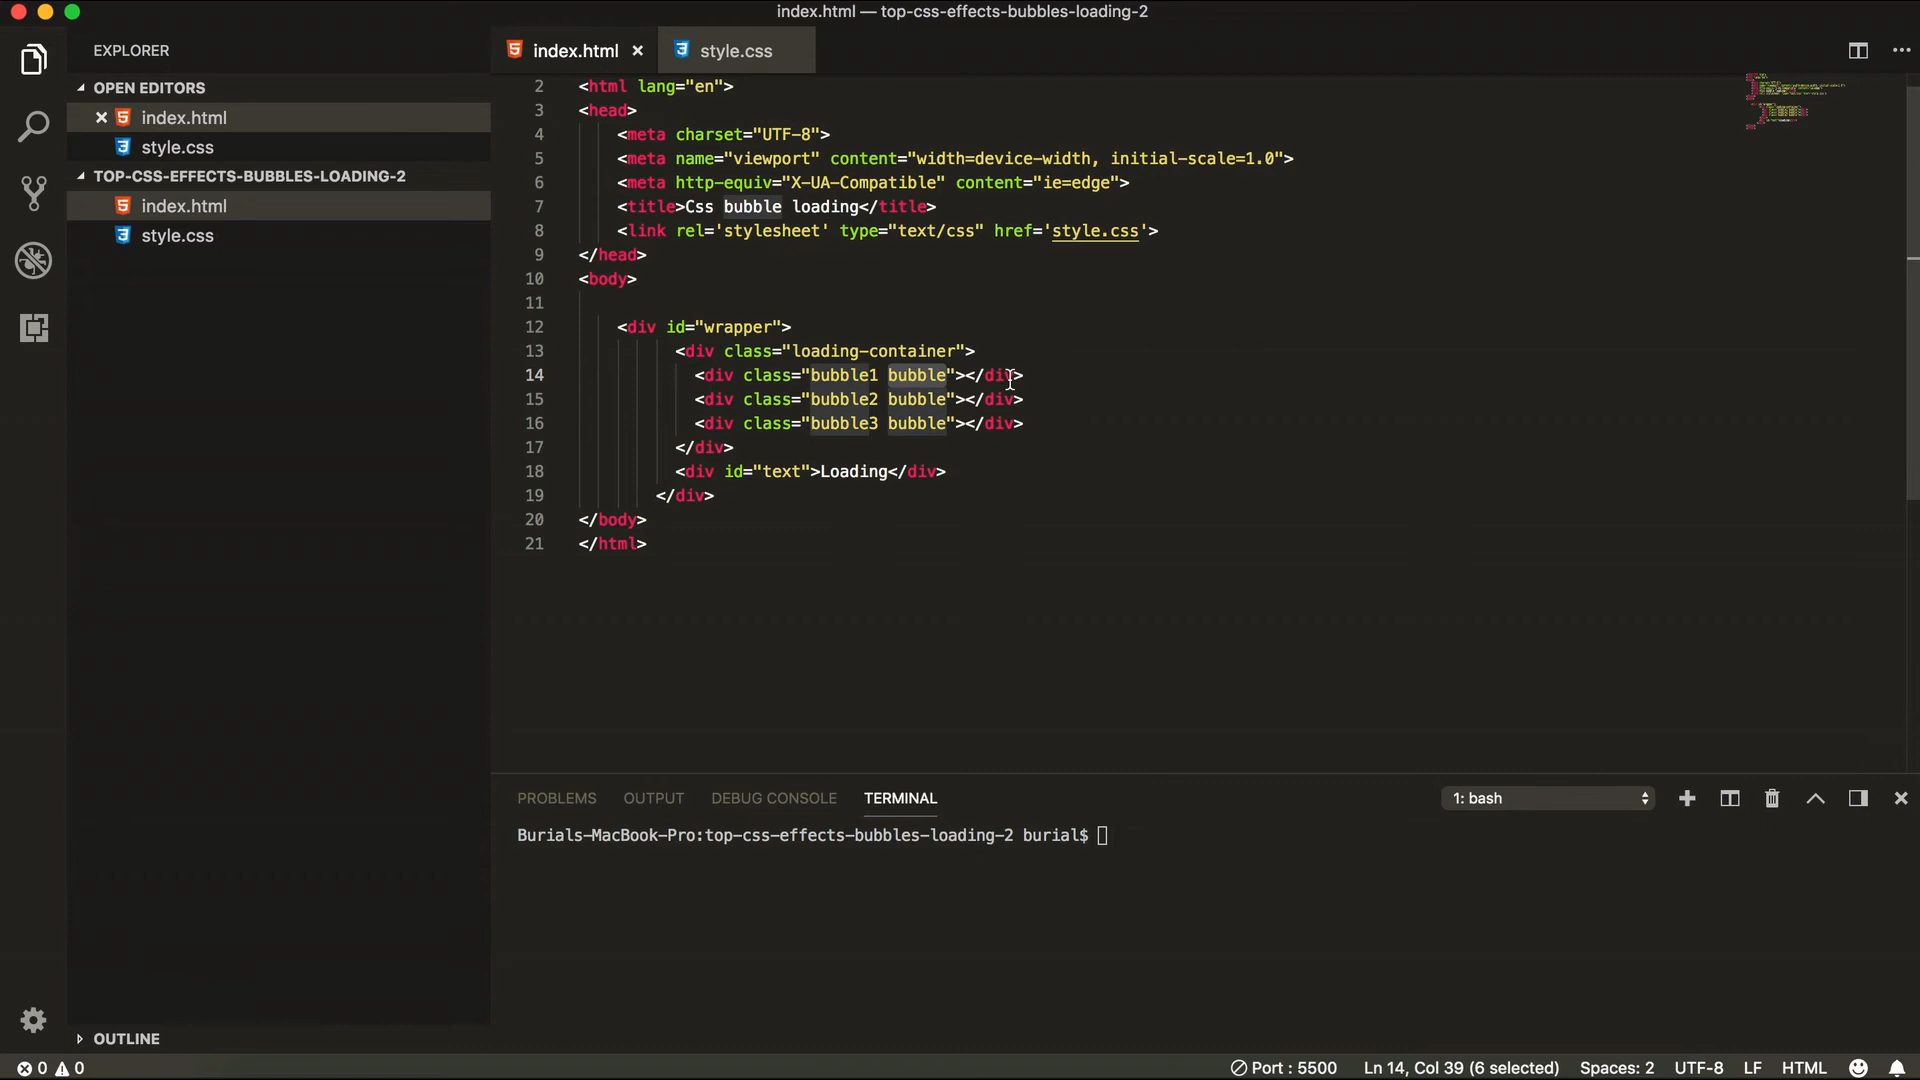 index.html — top-css-effects-bubbles-loading-2
EXPLORER
OPEN EDITORS
index.html
style.css
TOP-CSS-EFFECTS-BUBBLES-LOADING-2
index.html
style.css
OUTLINE
index.html
style.css
2 <html lang="en">
3 <head>
4 <meta charset="UTF-8">
5 <meta name="viewport" content="width=device-width, initial-scale=1.0">
6 <meta http-equiv="X-UA-Compatible" content="ie=edge">
7 <title>Css bubble loading</title>
8 <link rel='stylesheet' type="text/css" href='style.css'>
9 </head>
10 <body>
11
12 <div id="wrapper">
13 <div class="loading-container">
14 <div class="bubble1 bubble"></div>
15 <div class="bubble2 bubble"></div>
16 <div class="bubble3 bubble"></div>
17 </div>
18 <div id="text">Loading</div>
19 </div>
20 </body>
21 </html>
PROBLEMS OUTPUT DEBUG CONSOLE TERMINAL 1: bash
Burials-MacBook-Pro:top-css-effects-bubbles-loading-2 burial$
0 0 Port : 5500 Ln 14, Col 39 (6 selected) Spaces: 2 UTF-8 LF HTML